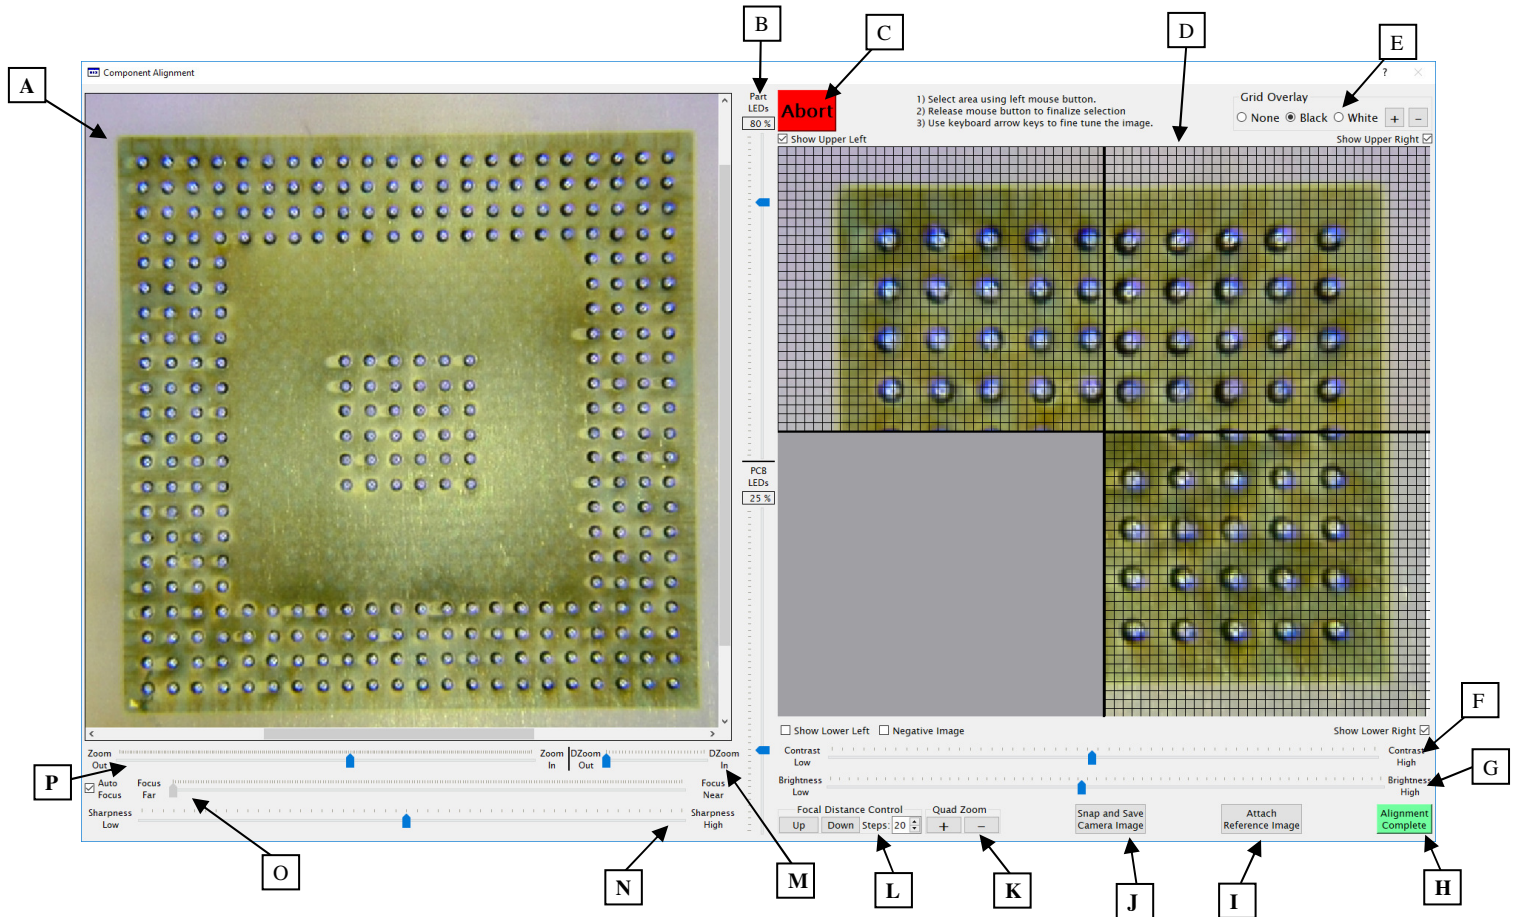 B
C
D
E
A
Component Alignment
?
Part
LEDs
80 %
Abort
1) Select area using left mouse button.
2) Release mouse button to finalize selection
3) Use keyboard arrow keys to fine tune the image.
Grid Overlay
None Black White + −
Show Upper Left
Show Upper Right
PCB
LEDs
25 %
Show Lower Left Negative Image
Show Lower Right
Zoom
Out
Zoom
In
DZoom
Out
DZoom
In
Contrast
Low
Contrast
High
F
P
Auto
Focus
Focus
Far
Focus
Near
Brightness
Low
Brightness
High
G
Sharpness
Low
Sharpness
High
Focal Distance Control
Up Down Steps: 20
Quad Zoom
+ −
Snap and Save
Camera Image
Attach
Reference Image
Alignment
Complete
O
N
M
L
K
J
I
H